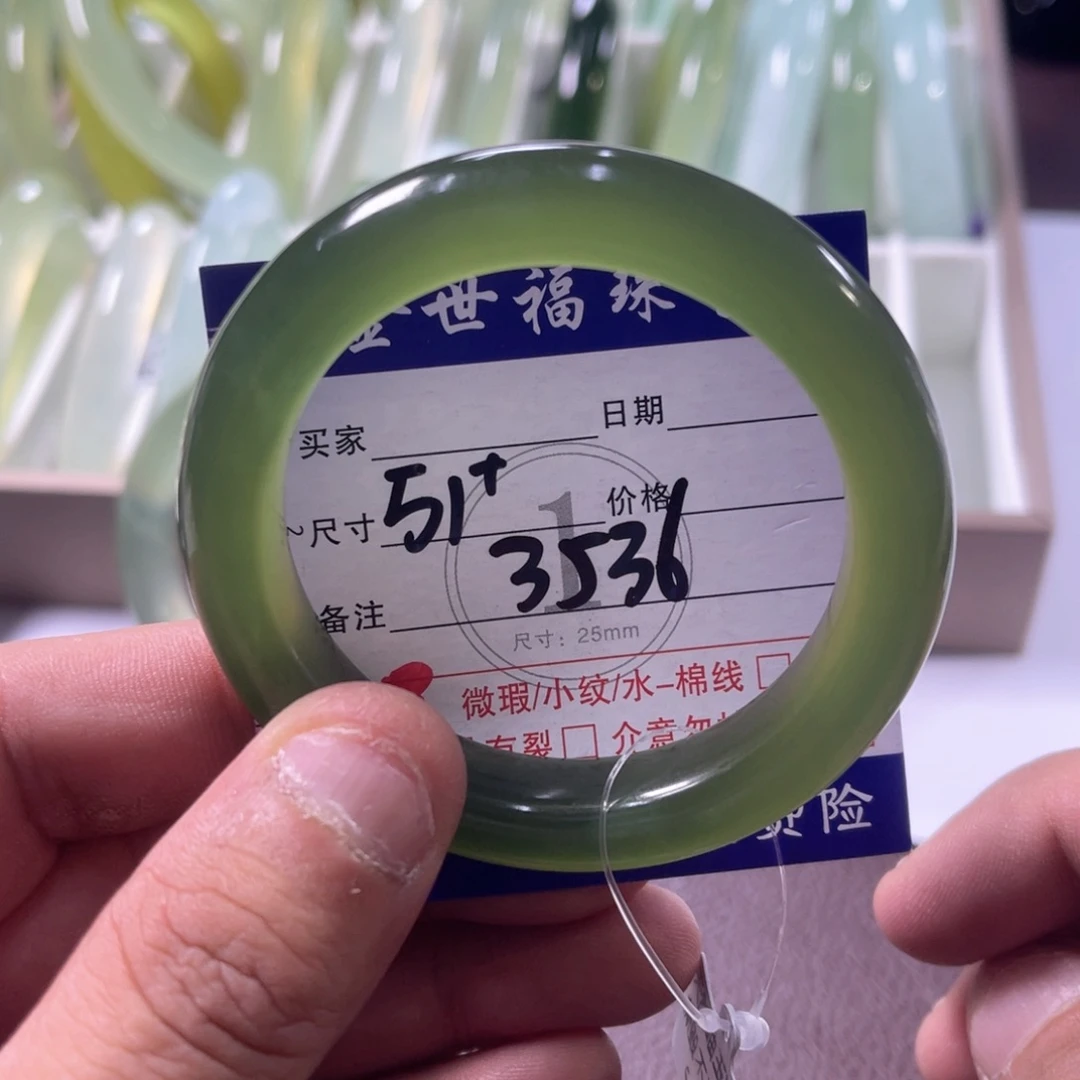 世福珠
买家 日期
尺寸 51+ 价格
3536
备注
1
尺寸：25mm
微瑕/小纹/水-棉线
有裂 介意勿
险